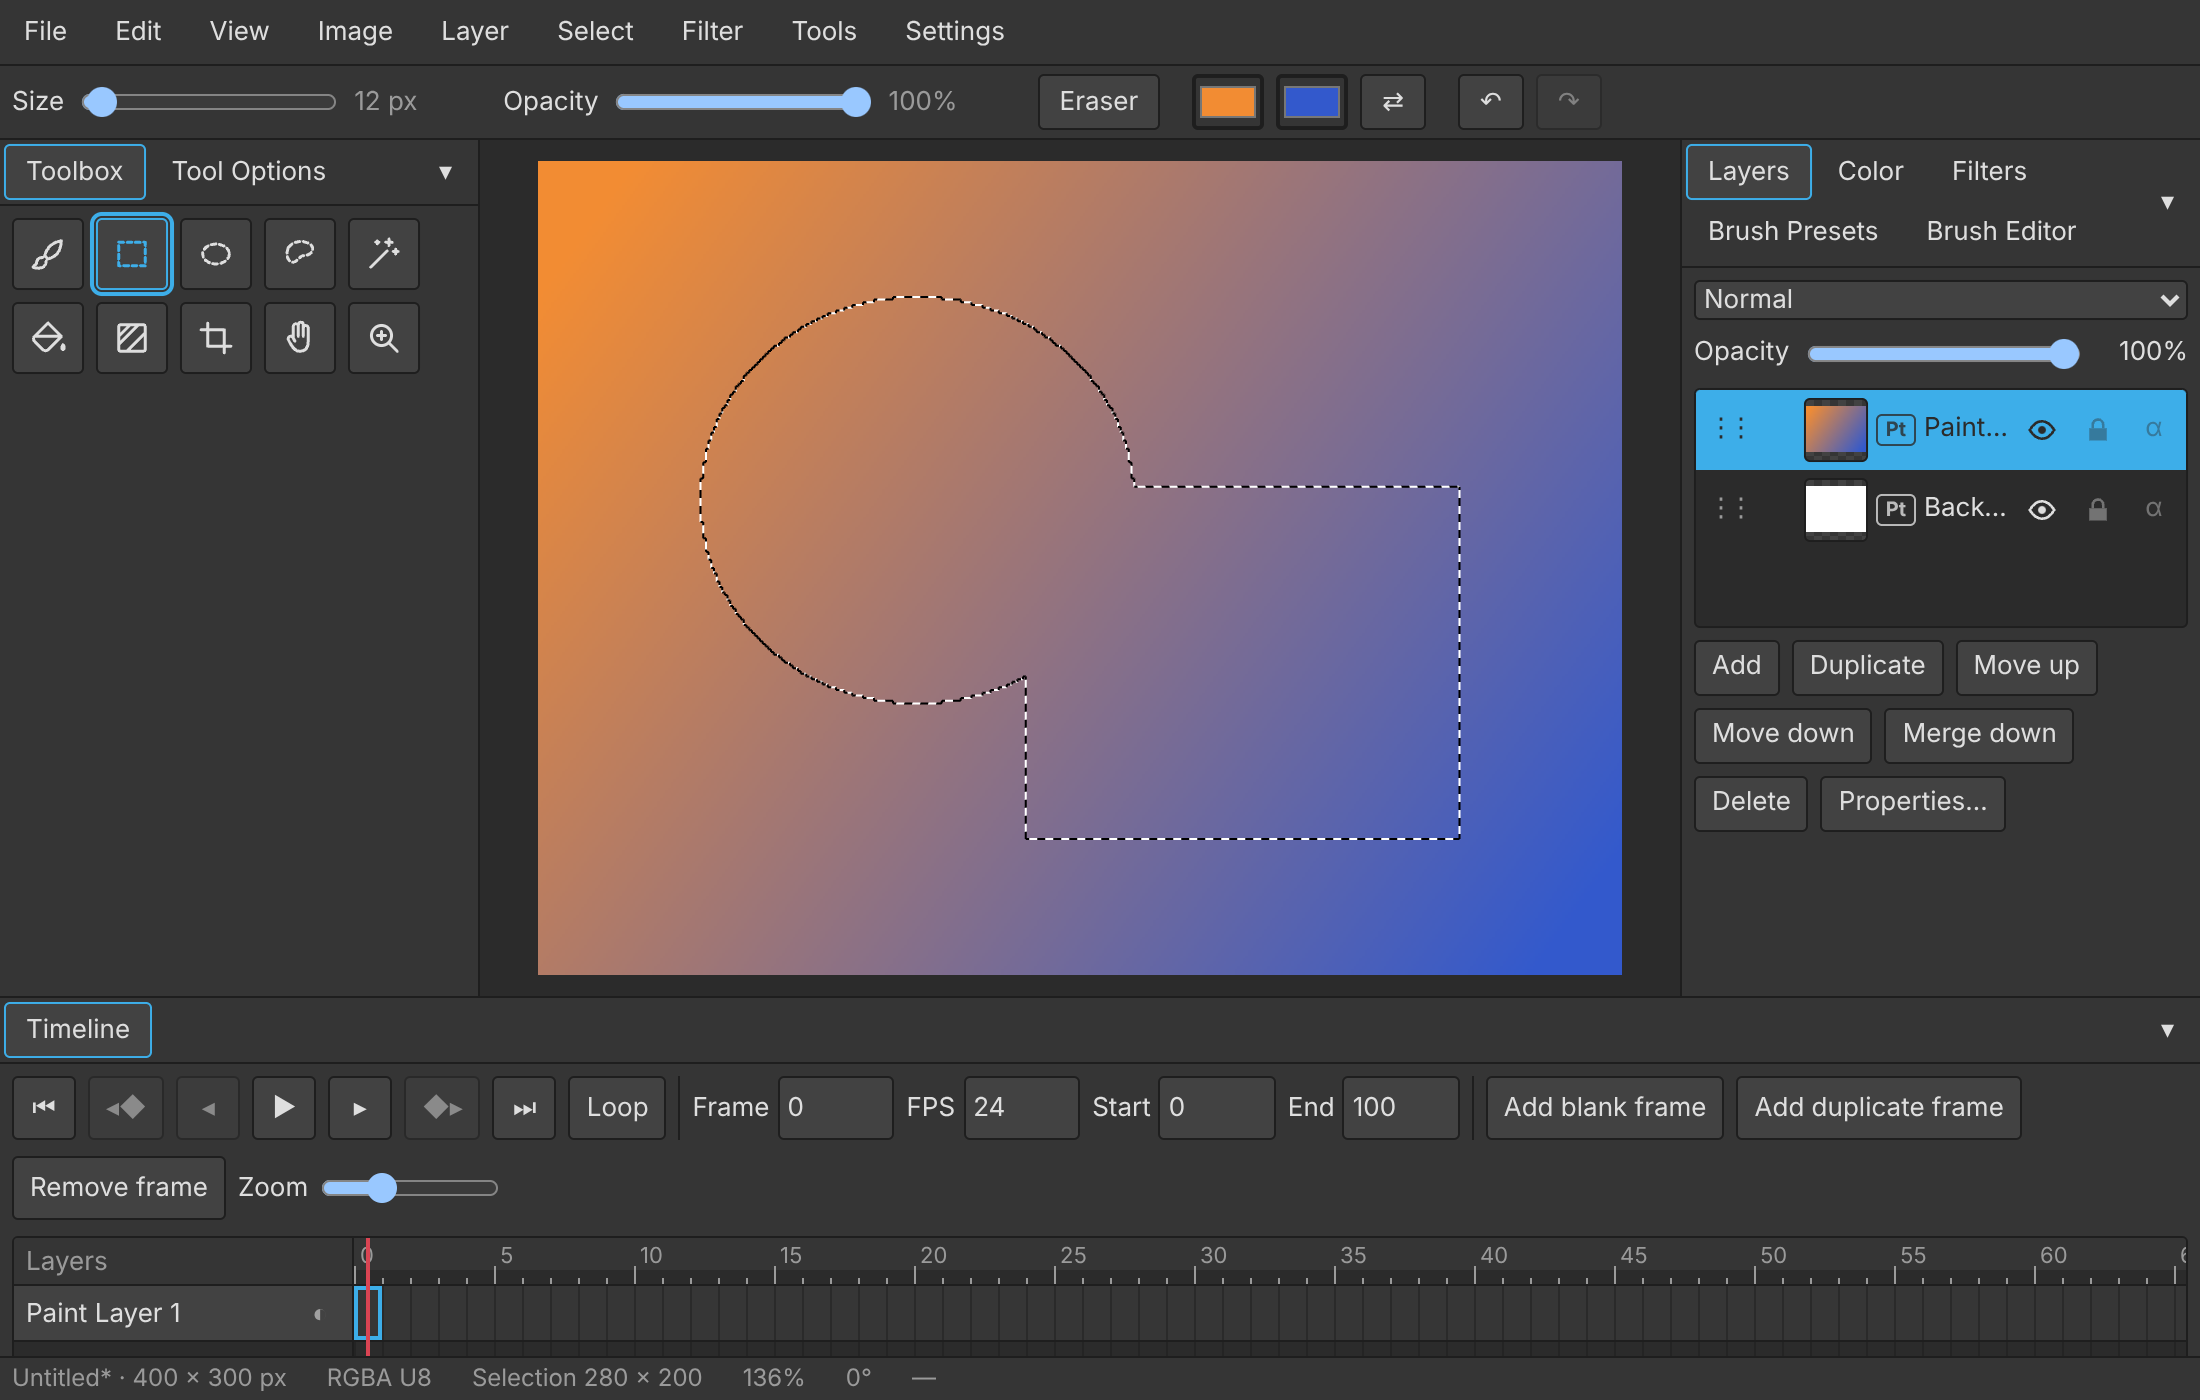 File Edit View Image Layer Select Filter Tools Settings
Size 12 px Opacity 100% Eraser
Toolbox Tool Options
Layers Color Filters
Brush Presets Brush Editor
Normal
Opacity 100%
Pt Paint...
Pt Back...
Add Duplicate Move up
Move down Merge down
Delete Properties...
Timeline
Loop Frame 0 FPS 24 Start 0 End 100 Add blank frame Add duplicate frame
Remove frame Zoom
Layers 0 5 10 15 20 25 30 35 40 45 50 55 60
Paint Layer 1
Untitled* · 400 × 300 px RGBA U8 Selection 280 × 200 136% 0° —